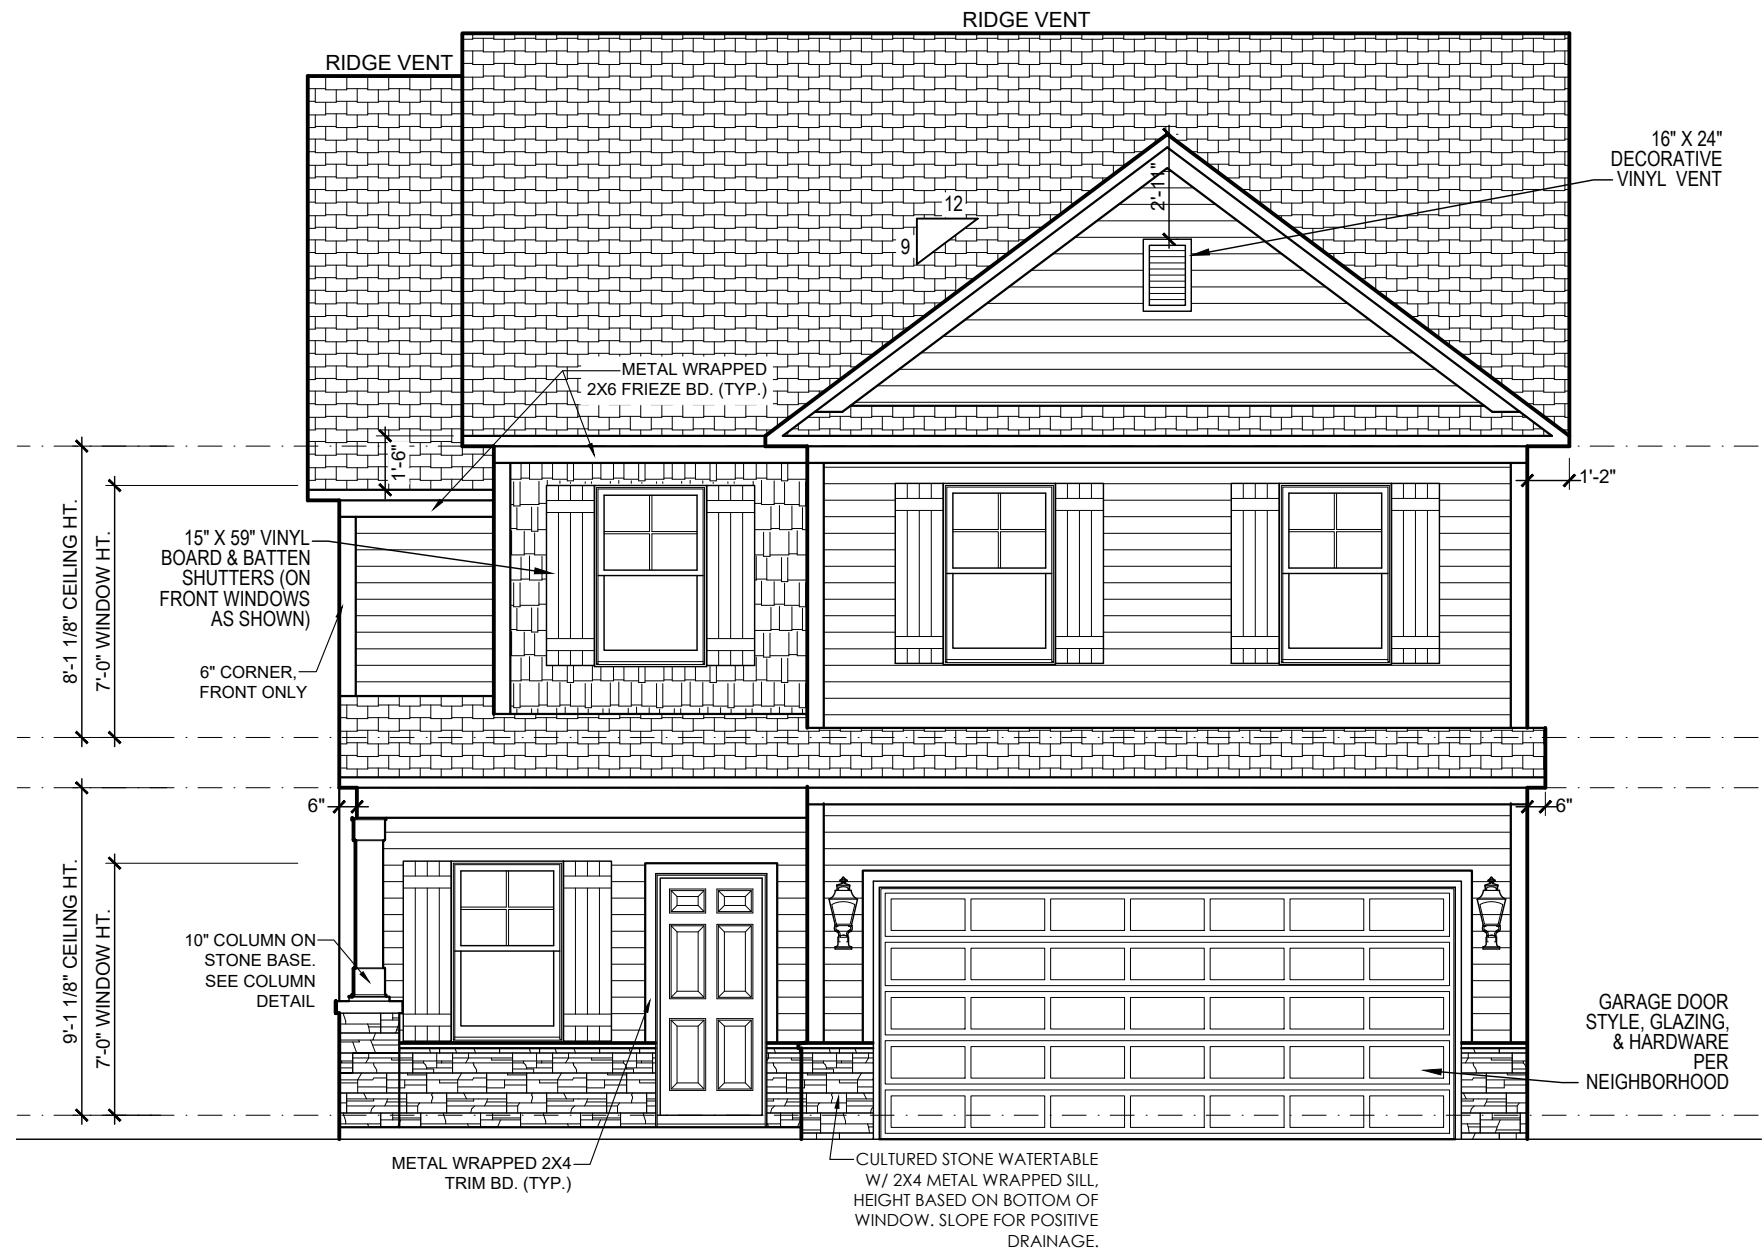 RIDGE VENT
RIDGE VENT
16" X 24"
DECORATIVE
VINYL VENT
2'-11"
12
9
METAL WRAPPED
2X6 FRIEZE BD. (TYP.)
1'-6"
1'-2"
8'-1 1/8" CEILING HT.
7'-0" WINDOW HT.
15" X 59" VINYL
BOARD & BATTEN
SHUTTERS (ON
FRONT WINDOWS
AS SHOWN)
6" CORNER,
FRONT ONLY
6"
6"
9'-1 1/8" CEILING HT.
7'-0" WINDOW HT.
10" COLUMN ON
STONE BASE.
SEE COLUMN
DETAIL
GARAGE DOOR
STYLE, GLAZING,
& HARDWARE
PER
NEIGHBORHOOD
METAL WRAPPED 2X4
TRIM BD. (TYP.)
CULTURED STONE WATERTABLE
W/ 2X4 METAL WRAPPED SILL,
HEIGHT BASED ON BOTTOM OF
WINDOW. SLOPE FOR POSITIVE
DRAINAGE.